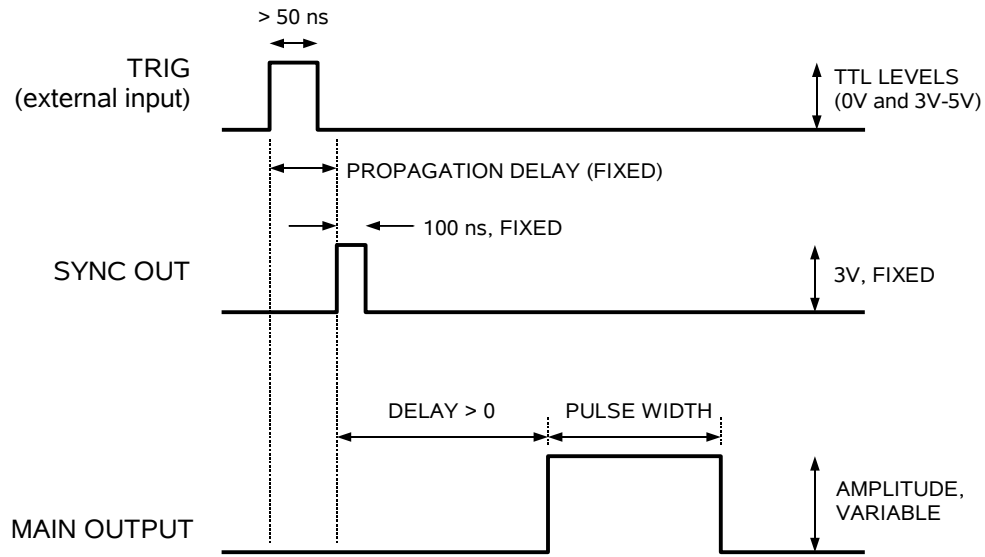 > 50 ns
TRIG
(external input)
TTL LEVELS
(0V and 3V-5V)
PROPAGATION DELAY (FIXED)
100 ns, FIXED
SYNC OUT
3V, FIXED
DELAY > 0
PULSE WIDTH
AMPLITUDE,
VARIABLE
MAIN OUTPUT